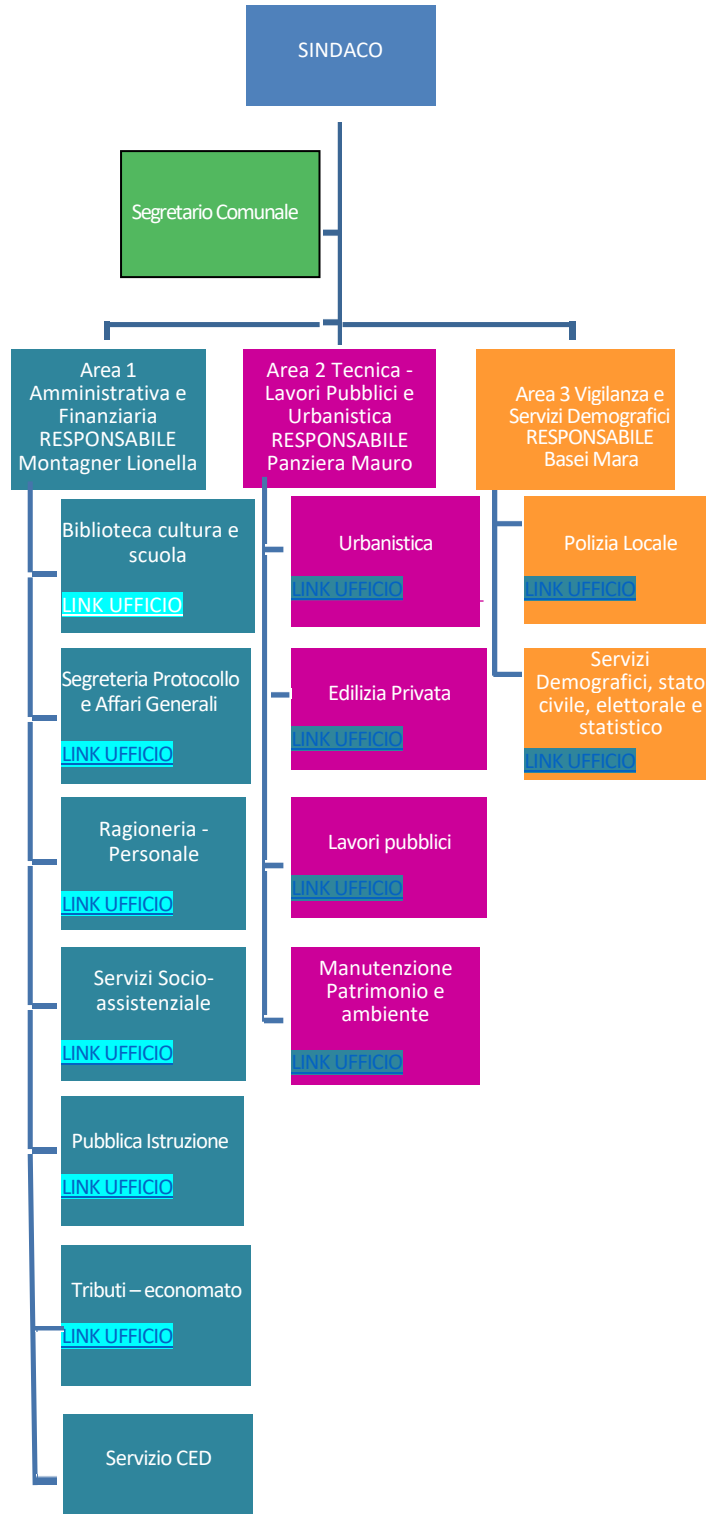 SINDACO
Segretario Comunale
Area 1
Amministrativa e
Finanziaria
RESPONSABILE
Montagner Lionella
Area 2 Tecnica -
Lavori Pubblici e
Urbanistica
RESPONSABILE
Panziera Mauro
Area 3 Vigilanza e
Servizi Demografici
RESPONSABILE
Basei Mara
Biblioteca cultura e
scuola
LINK UFFICIO
Segreteria Protocollo
e Affari Generali
LINK UFFICIO
Ragioneria -
Personale
LINK UFFICIO
Servizi Socio-
assistenziale
LINK UFFICIO
Pubblica Istruzione
LINK UFFICIO
Tributi – economato
LINK UFFICIO
Servizio CED
Urbanistica
LINK UFFICIO
Edilizia Privata
LINK UFFICIO
Lavori pubblici
LINK UFFICIO
Manutenzione
Patrimonio e
ambiente
LINK UFFICIO
Polizia Locale
LINK UFFICIO
Servizi
Demografici, stato
civile, elettorale e
statistico
LINK UFFICIO